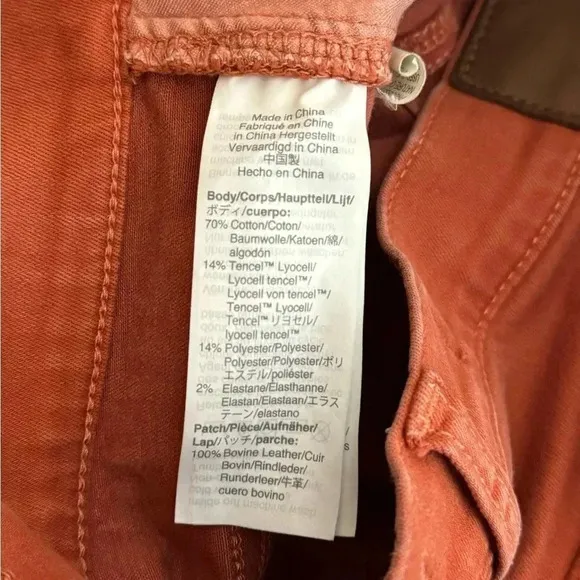 Made in China
Fabriqué en Chine
in China Hergestellt
Vervaardigd in China
中国製
Hecho en China
Body/Corps/Hauptteil/Lijf/
ボディ/cuerpo:
70% Cotton/Coton/
Baumwolle/Katoen/綿/
algodón
14% Tencel™ Lyocell/
Lyocell tencel™/
Lyocell von tencel™/
Tencel™ Lyocell/
Tencel™ リヨセル/
lyocell tencel™
14% Polyester/Polyester/
Polyester/Polyester/ポリ
エステル/poliéster
2% Elastane/Élasthanne/
Elastan/Elastaan/エラス
テーン/elastano
Patch/Pièce/Aufnäher/
Lap/パッチ/parche:
100% Bovine Leather/Cuir
Bovin/Rindleder/
Runderleer/牛革/
cuero bovino